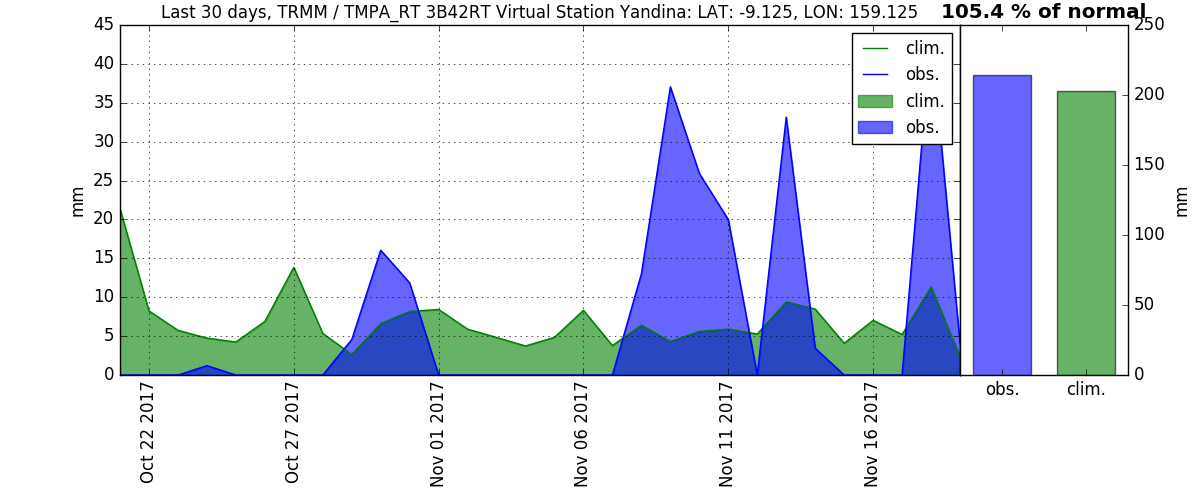 Last 30 days, TRMM / TMPA_RT 3B42RT Virtual Station Yandina: LAT: -9.125, LON: 159.125
105.4 % of normal
45
40
35
30
25
20
15
10
5
0
mm
clim.
obs.
clim.
obs.
Oct 22 2017
Oct 27 2017
Nov 01 2017
Nov 06 2017
Nov 11 2017
Nov 16 2017
250
200
150
100
50
0
mm
obs.
clim.